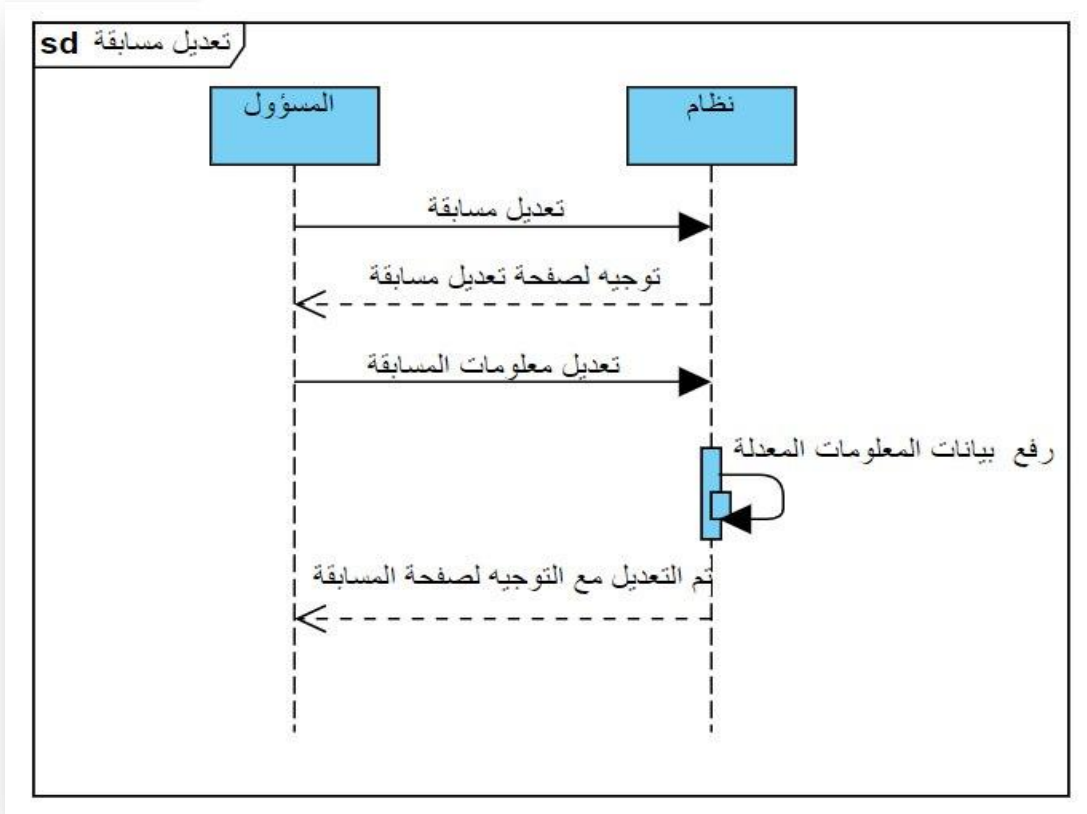 sd تعديل مسابقة
المسؤول
نظام
تعديل مسابقة
توجيه لصفحة تعديل مسابقة
تعديل معلومات المسابقة
رفع بيانات المعلومات المعدلة
تم التعديل مع التوجيه لصفحة المسابقة